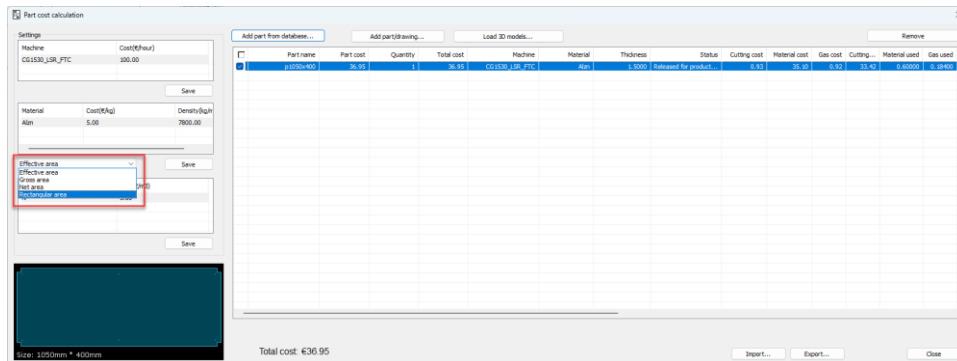 Part cost calculation
Settings
Machine Cost(€/hour)
CG1530_LSR_FTC 100.00
Save
Material Cost(€/kg) Density(kg/m
Alzn 5.00 7800.00
Effective area
Save
Effective area
Gross area
Net area
Rectangular area
Save
Size: 1050mm * 400mm
Add part from database... Add part/drawing... Load 3D models... Remove
Part name Part cost Quantity Total cost Machine Material Thickness Status Cutting cost Material cost Gas cost Cutting... Material used Gas used
p1050x400 36.95 1 36.95 CG1530_LSR_FTC Alzn 1.5000 Released for product... 0.93 35.10 0.92 33.42 0.60000 0.18400
Total cost: €36.95
Import... Export... Close